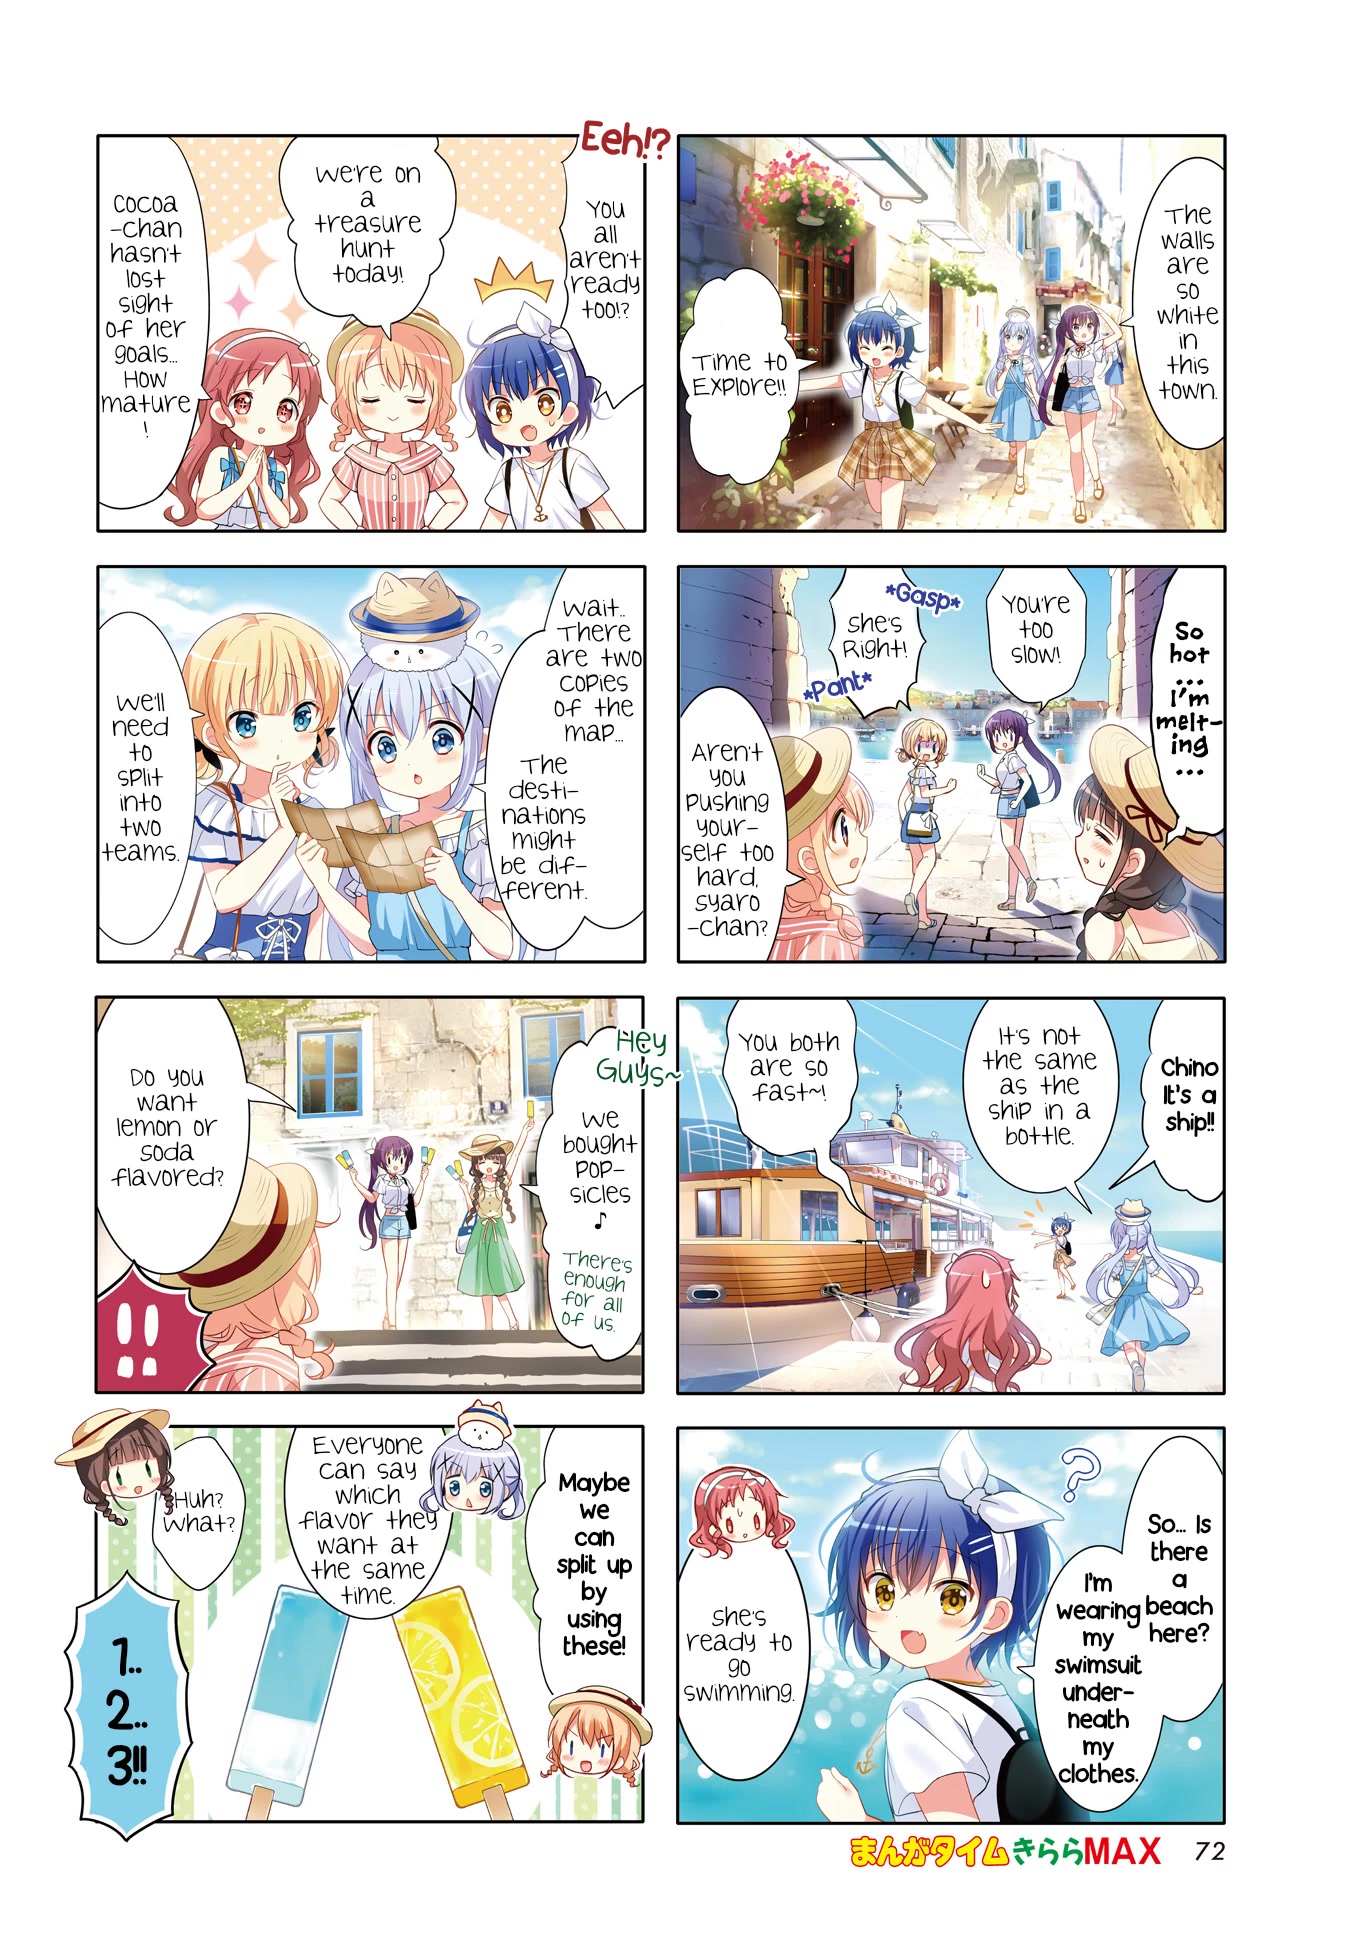 The
walls
are
so
white
in
this
town.
Time to
Explore!!
So
hot
...
I'm
melt-
ing
...
You're
too
slow!
*Gasp*
She's
Right!
*Pant*
Aren't
you
pushing
your-
self too
hard,
Syaro
-chan?
Chino
It's a
ship!!
It's not
the same
as the
ship in a
bottle.
You both
are so
fast~!
So... Is
there
a
beach
here?
I'm
wearing
my
swimsuit
under-
neath
my
clothes.
?
She's
ready to
go
swimming.
Eeh!?
You
all
aren't
ready
too!?
We're on
a
treasure
hunt
today!
Cocoa
-chan
hasn't
lost
sight
of her
goals...
How
mature
!
Wait..
There
are two
copies
of the
map...
The
desti-
nations
might
be dif-
ferent.
We'll
need
to
split
into
two
teams.
Hey
Guys~
We
bought
pop-
sicles
♪
There's
enough
for all
of us.
Do you
want
lemon or
soda
flavored?
!!
Maybe
we
can
split up
by
using
these!
Everyone
can say
which
flavor they
want at
the same
time.
Huh?
What?
1..
2..
3!!
まんがタイムきららMAX 72